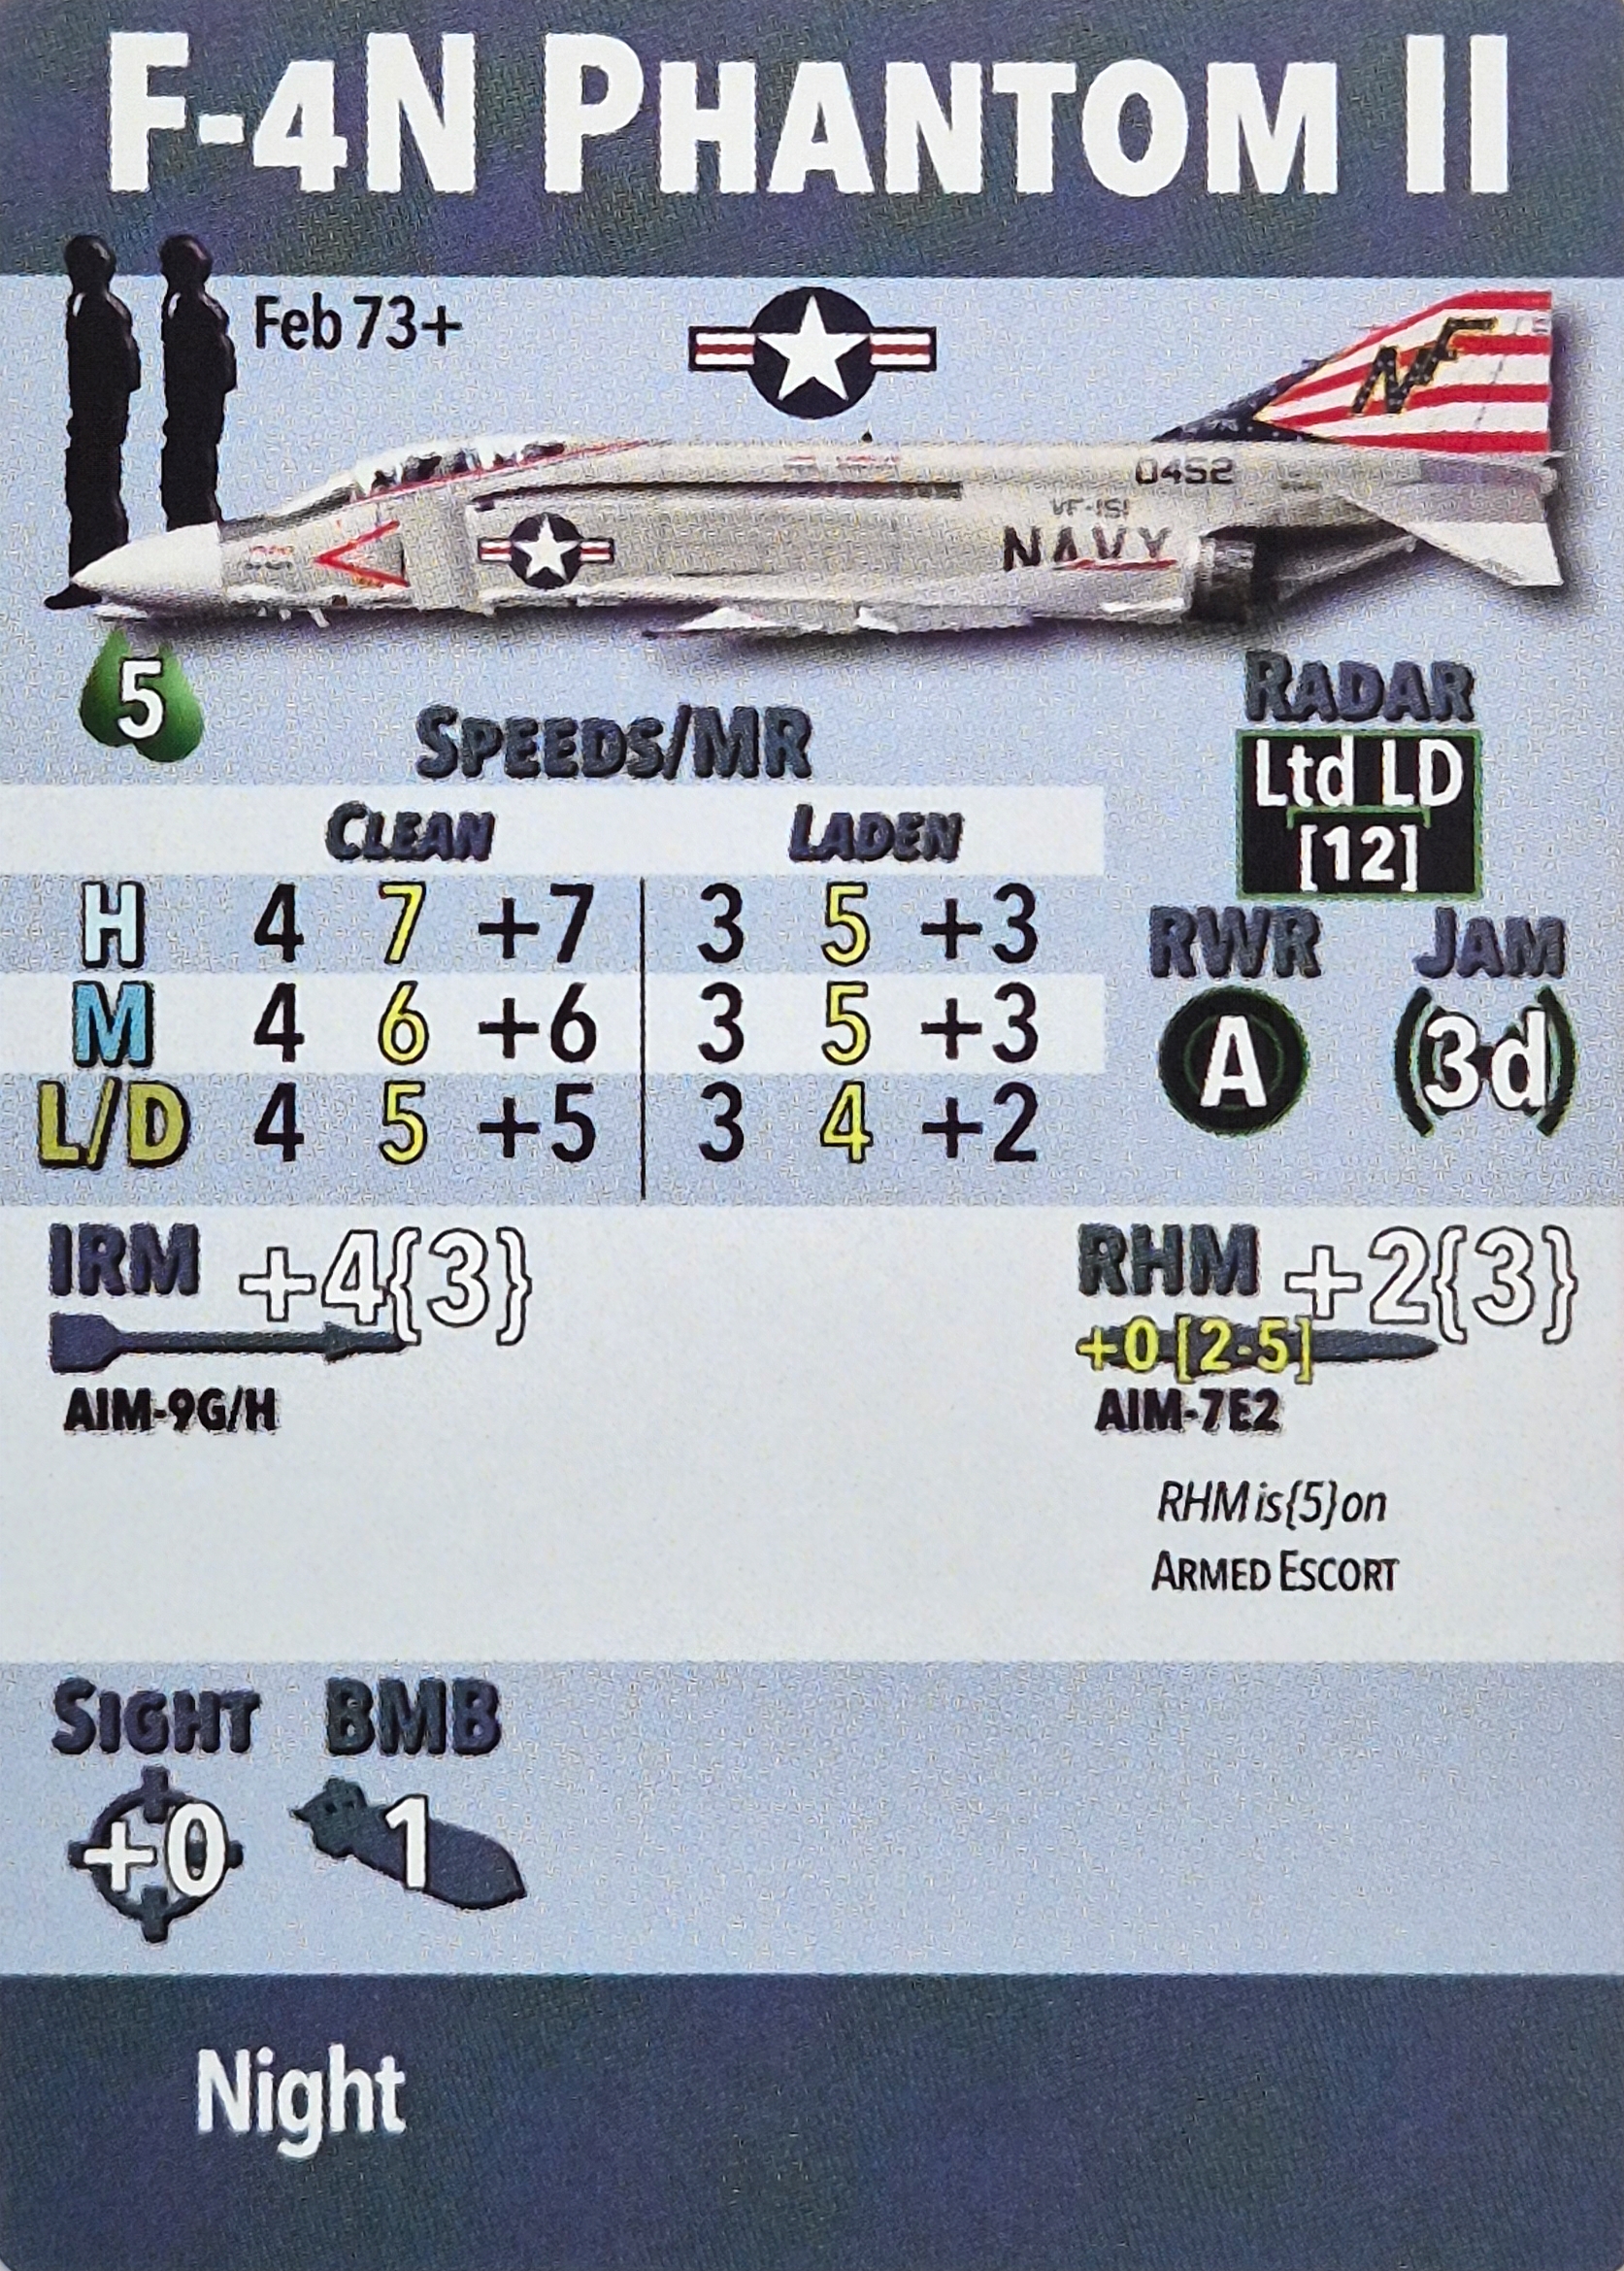 F-4N PHANTOM II
Feb 73+
NF
0452
VF-151
NAVY
5
SPEEDS/MR
RADAR
Ltd LD
[12]
CLEAN LADEN
H 4 7 +7 3 5 +3
M 4 6 +6 3 5 +3
L/D 4 5 +5 3 4 +2
RWR JAM
A (3d)
IRM +4{3}
AIM-9G/H
RHM +2{3}
+0 [2-5]
AIM-7E2
RHM is {5} on
ARMED ESCORT
SIGHT BMB
+0 1
Night